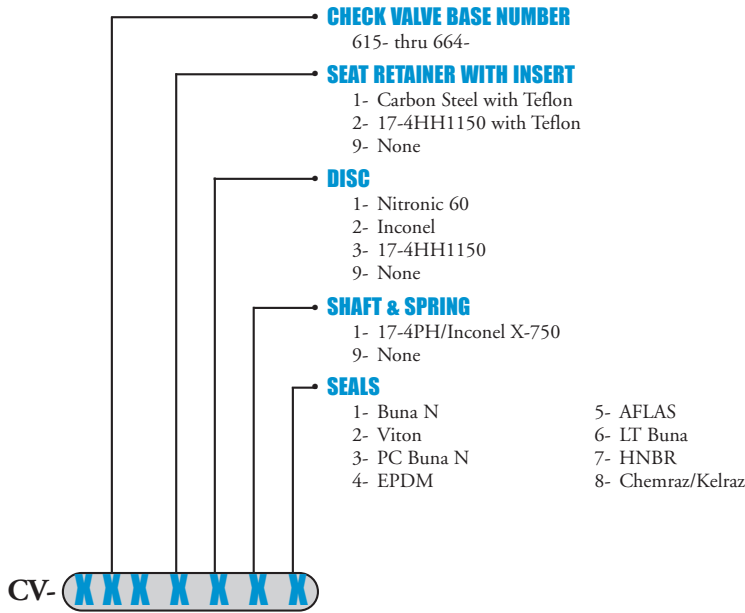 CHECK VALVE BASE NUMBER
615- thru 664-
SEAT RETAINER WITH INSERT
1- Carbon Steel with Teflon
2- 17-4HH1150 with Teflon
9- None
DISC
1- Nitronic 60
2- Inconel
3- 17-4HH1150
9- None
SHAFT & SPRING
1- 17-4PH/Inconel X-750
9- None
SEALS
1- Buna N
2- Viton
3- PC Buna N
4- EPDM
5- AFLAS
6- LT Buna
7- HNBR
8- Chemraz/Kelraz
CV- X X X X X X X